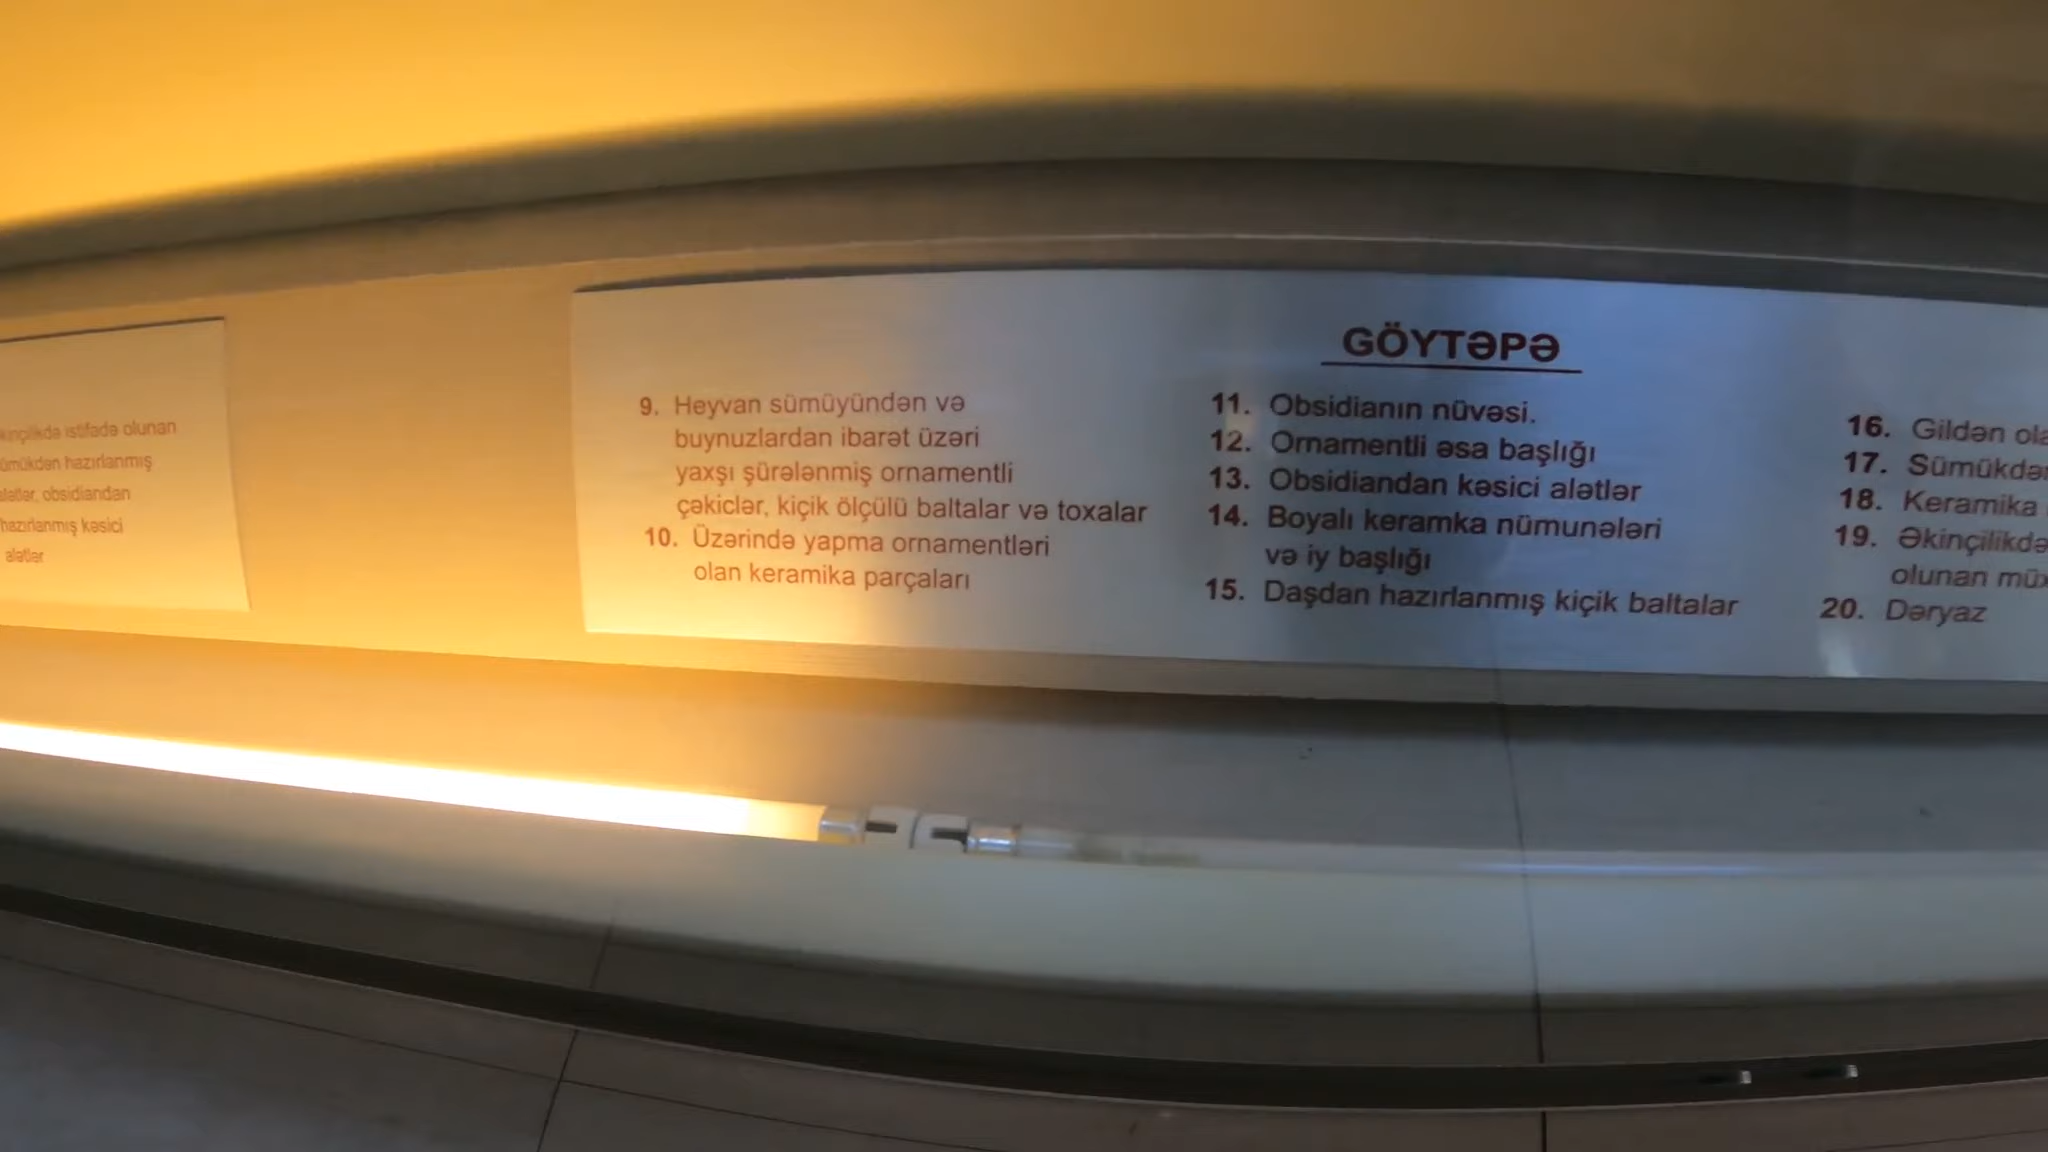 istifadə olunan
hazırlanmış
alətlər, obsidiandan
hazırlanmış kəsici
alətlər
GÖYTƏPƏ
9. Heyvan sümüyündən və
buynuzlardan ibarət üzəri
yaxşı şürələnmiş ornamentli
çəkiclər, kiçik ölçülü baltalar və toxalar
10. Üzərində yapma ornamentləri
olan keramika parçaları
11. Obsidianın nüvəsi.
12. Ornamentli əsa başlığı
13. Obsidiandan kəsici alətlər
14. Boyalı keramka nümunələri
və iy başlığı
15. Daşdan hazırlanmış kiçik baltalar
16. Gildən
17.
18. Keramika
19.
olunan
20. Dəryaz